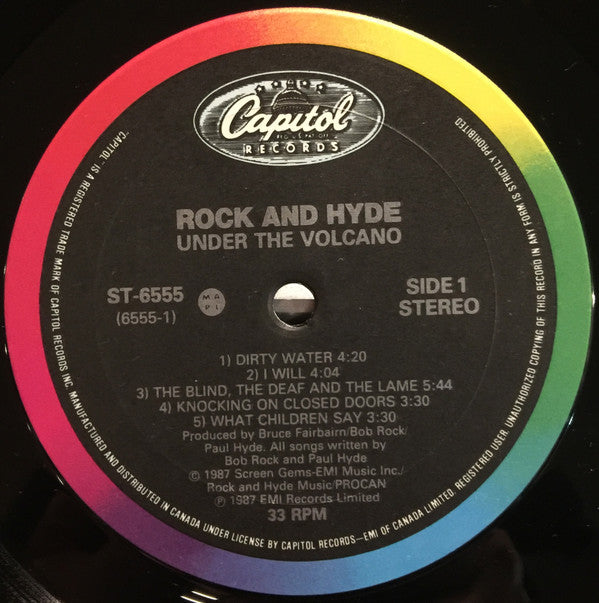 Capitol
REG. U.S. PAT. OFF.
RECORDS
ROCK AND HYDE
UNDER THE VOLCANO
ST-6555
(6555-1)
MAPL
SIDE 1
STEREO
1) DIRTY WATER 4:20
2) I WILL 4:04
3) THE BLIND, THE DEAF AND THE LAME 5:44
4) KNOCKING ON CLOSED DOORS 3:30
5) WHAT CHILDREN SAY 3:30
Produced by Bruce Fairbairn/Bob Rock/
Paul Hyde. All songs written by
Bob Rock and Paul Hyde
© 1987 Screen Gems-EMI Music Inc./
Rock and Hyde Music/PROCAN
℗ 1987 EMI Records Limited
33 RPM
"CAPITOL" IS A REGISTERED TRADE MARK OF CAPITOL RECORDS INC. MANUFACTURED AND DISTRIBUTED IN CANADA UNDER LICENSE BY CAPITOL RECORDS—EMI OF CANADA LIMITED, REGISTERED USER. UNAUTHORIZED COPYING OF THIS RECORD IN ANY FORM IS STRICTLY PROHIBITED